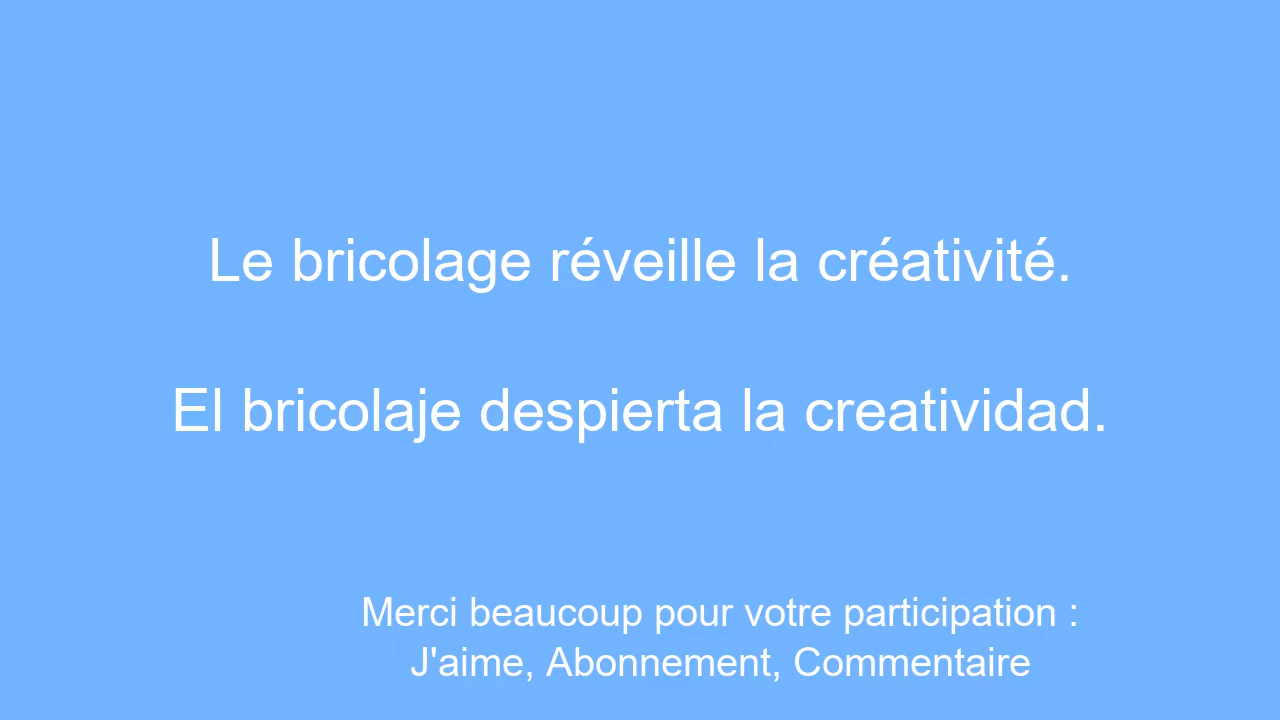 Le bricolage réveille la créativité.
El bricolaje despierta la creatividad.
Merci beaucoup pour votre participation :
J'aime, Abonnement, Commentaire